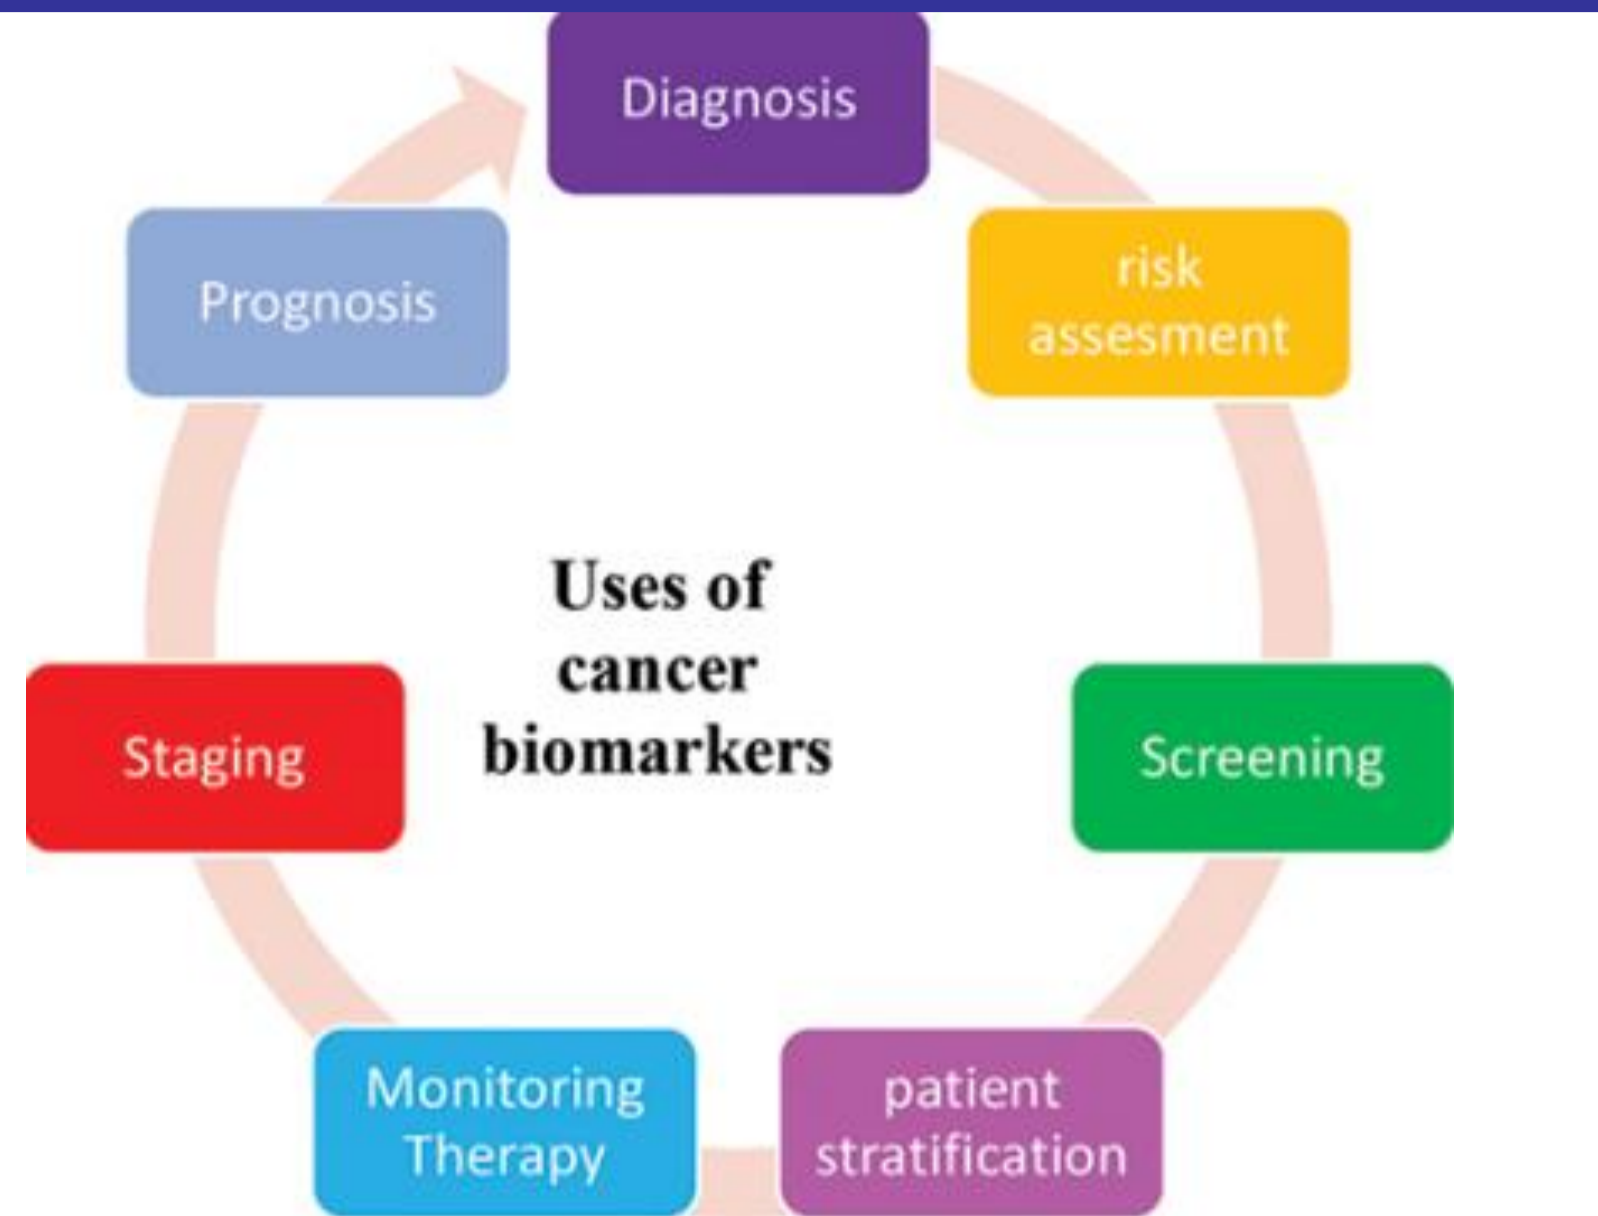 Diagnosis
risk
assesment
Screening
patient
stratification
Monitoring
Therapy
Staging
Prognosis
Uses of
cancer
biomarkers